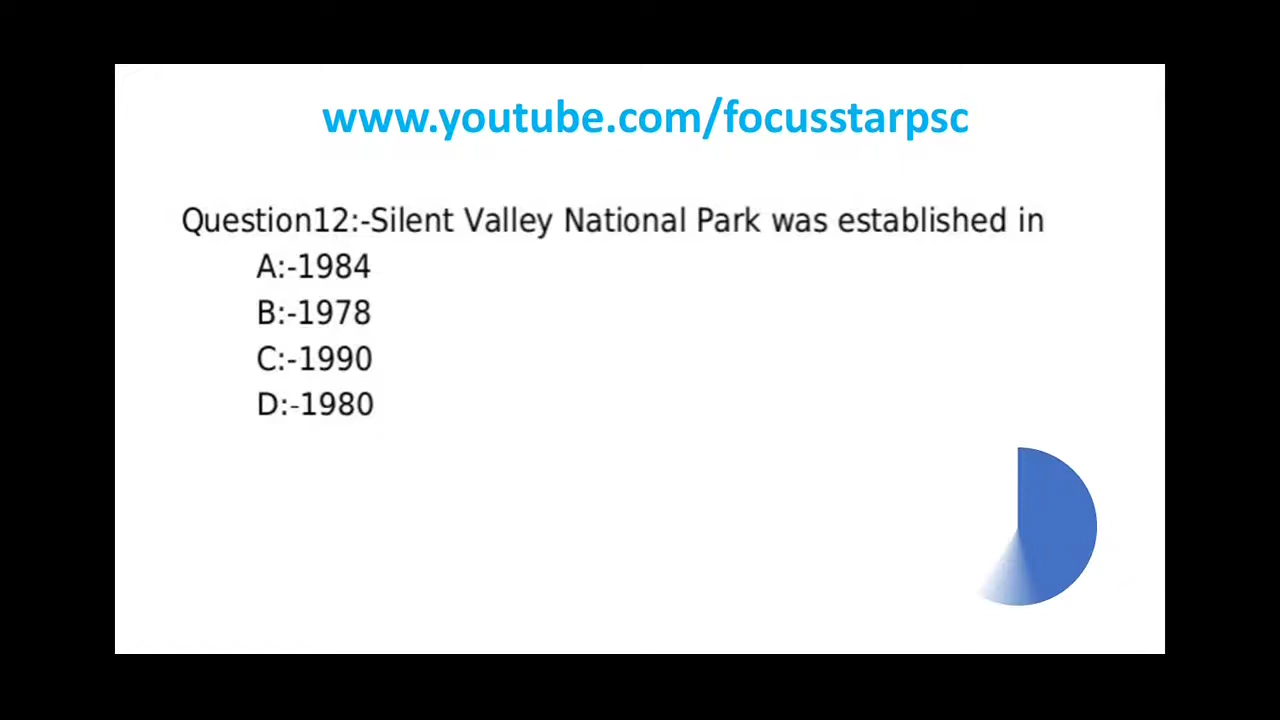 www.youtube.com/focusstarpsc
Question12:-Silent Valley National Park was established in
A:-1984
B:-1978
C:-1990
D:-1980